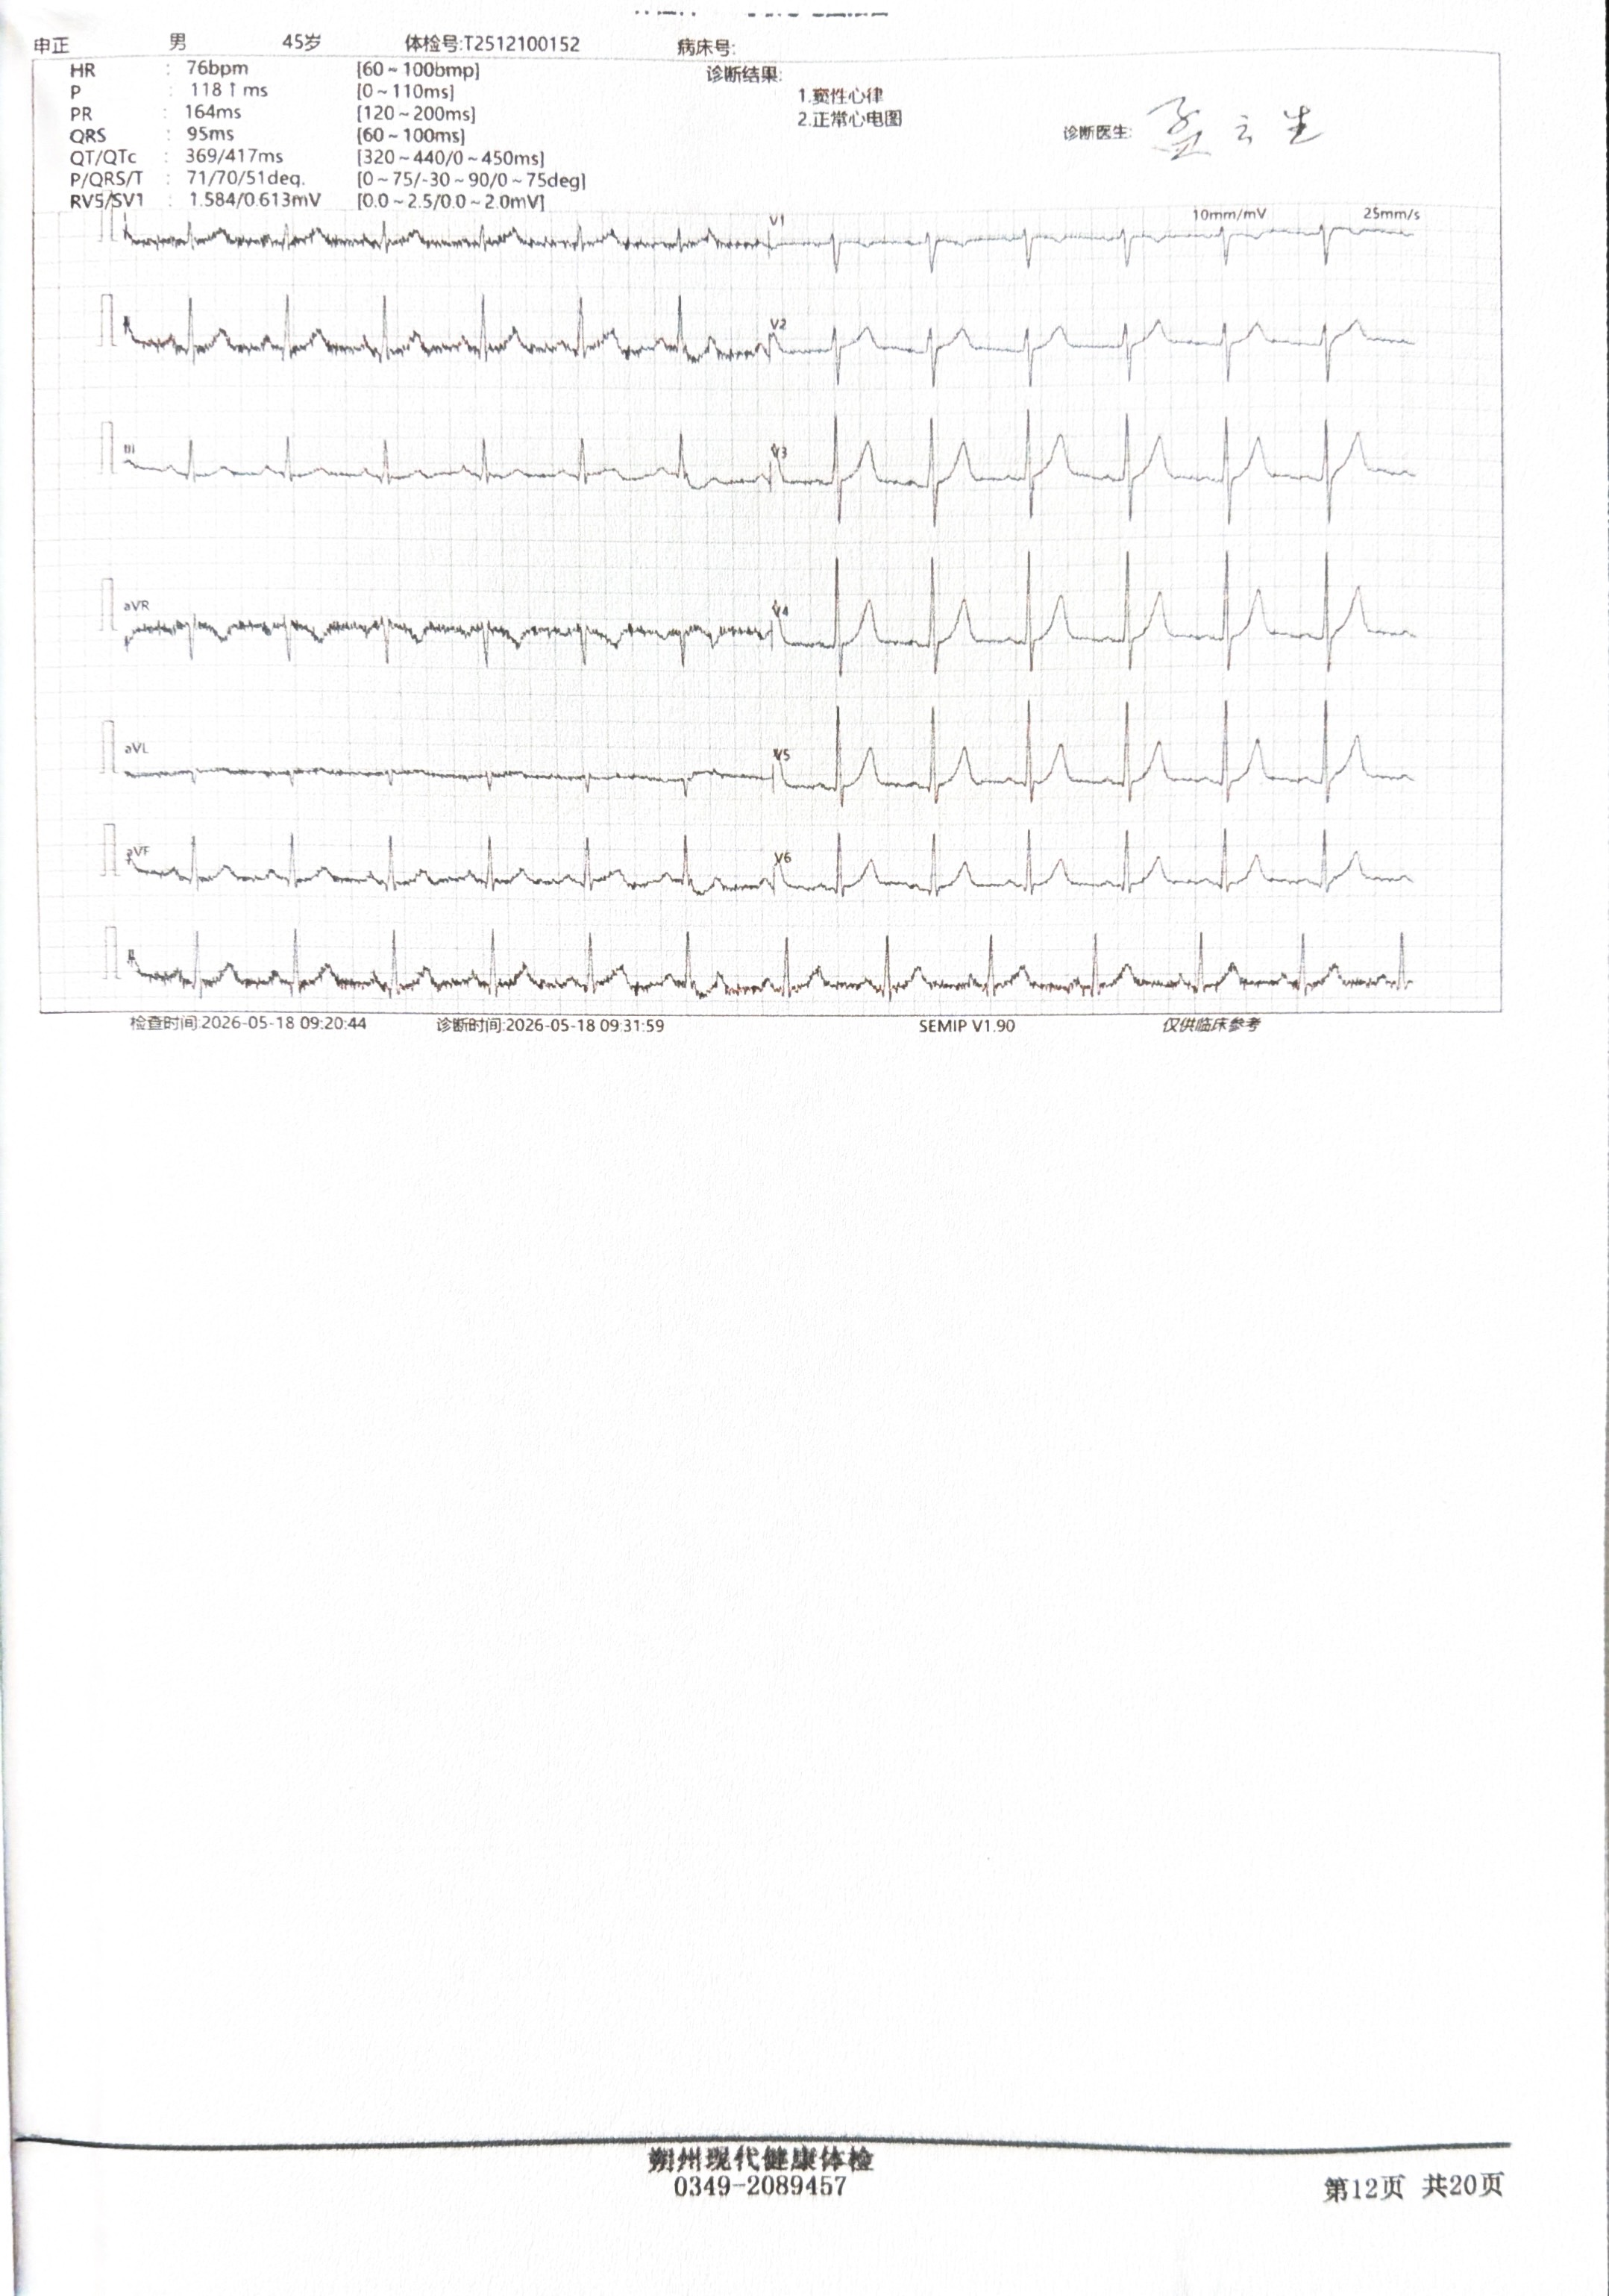 申正 男 45岁 体检号:T2512100152 病床号:
HR : 76bpm [60~100bmp]
P : 118↑ms [0~110ms]
PR : 164ms [120~200ms]
QRS : 95ms [60~100ms]
QT/QTc : 369/417ms [320~440/0~450ms]
P/QRS/T : 71/70/51deg. [0~75/-30~90/0~75deg]
RV5/SV1 : 1.584/0.613mV [0.0~2.5/0.0~2.0mV]
诊断结果:
1.窦性心律
2.正常心电图
诊断医生:
10mm/mV 25mm/s
V1
V2
III V3
aVR V4
aVL V5
aVF V6
II
检查时间:2026-05-18 09:20:44 诊断时间:2026-05-18 09:31:59 SEMIP V1.90 仅供临床参考
朔州现代健康体检
0349-2089457
第12页 共20页